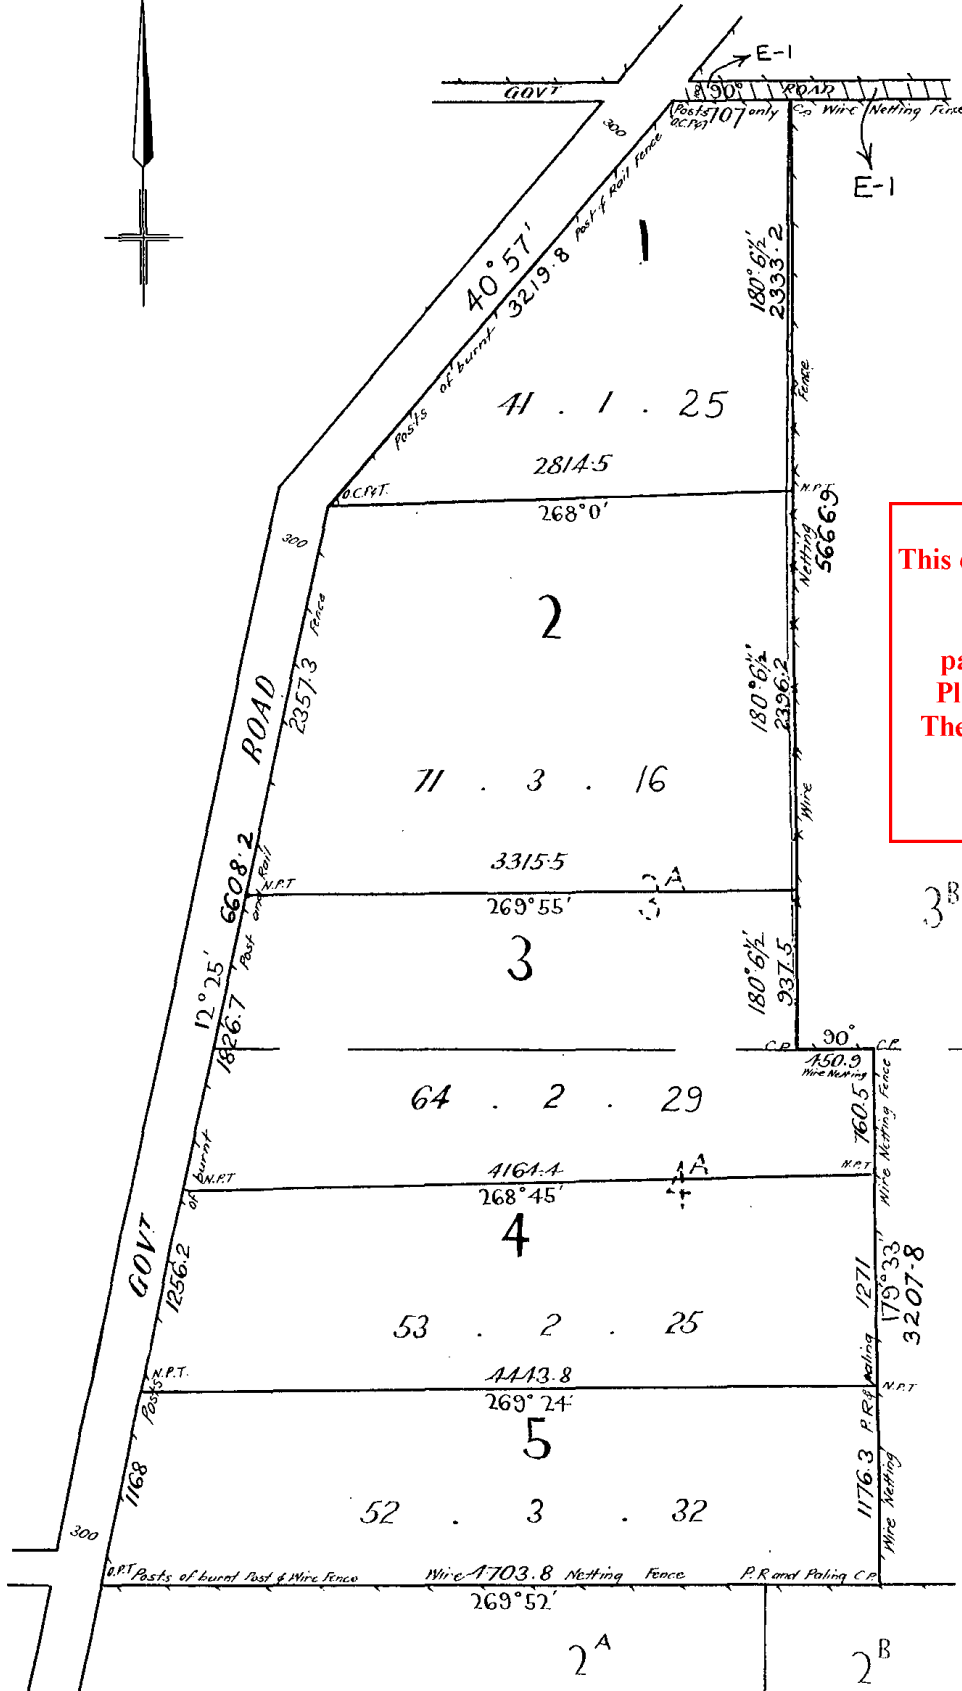 E-1
GOVT
90°
ROAD
Posts 107 only
O.C.P&T
C.P. Wire Netting Fence
300
E-1
40° 57'
3219.8
Post & Rail Fence
Posts of burnt
1
180° 6½'
2333.2
41 . 1 . 25
Fence
2814.5
O.C.P&T.
N.P.T.
268° 0'
300
Netting
5666.9
This
Fence
2
2357.3
180° 6½'
2396.2
pa
Pl
The
ROAD
71 . 3 . 16
Wire
6608.2
3315.5
A
N.P.T
269° 55'
Post and Rail
3B
3
12° 25'
1826.7
180° 6½'
937.5
C.P.
90°
C.P.
450.9
Wire Netting
64 . 2 . 29
760.5
Wire Netting Fence
of burnt
N.P.T
4164.4
A
N.P.T
268° 45'
4
GOVT
1256.2
1271
179° 33'
3207.8
53 . 2 . 25
P.R & Paling
N.P.T.
4443.8
N.P.T
269° 24'
Posts
5
1168
1176.3
Wire Netting
52 . 3 . 32
300
O.P.T Posts of burnt Post & Wire Fence
Wire 4703.8 Netting Fence
P.R and Paling C.P.
269° 52'
2A
2B